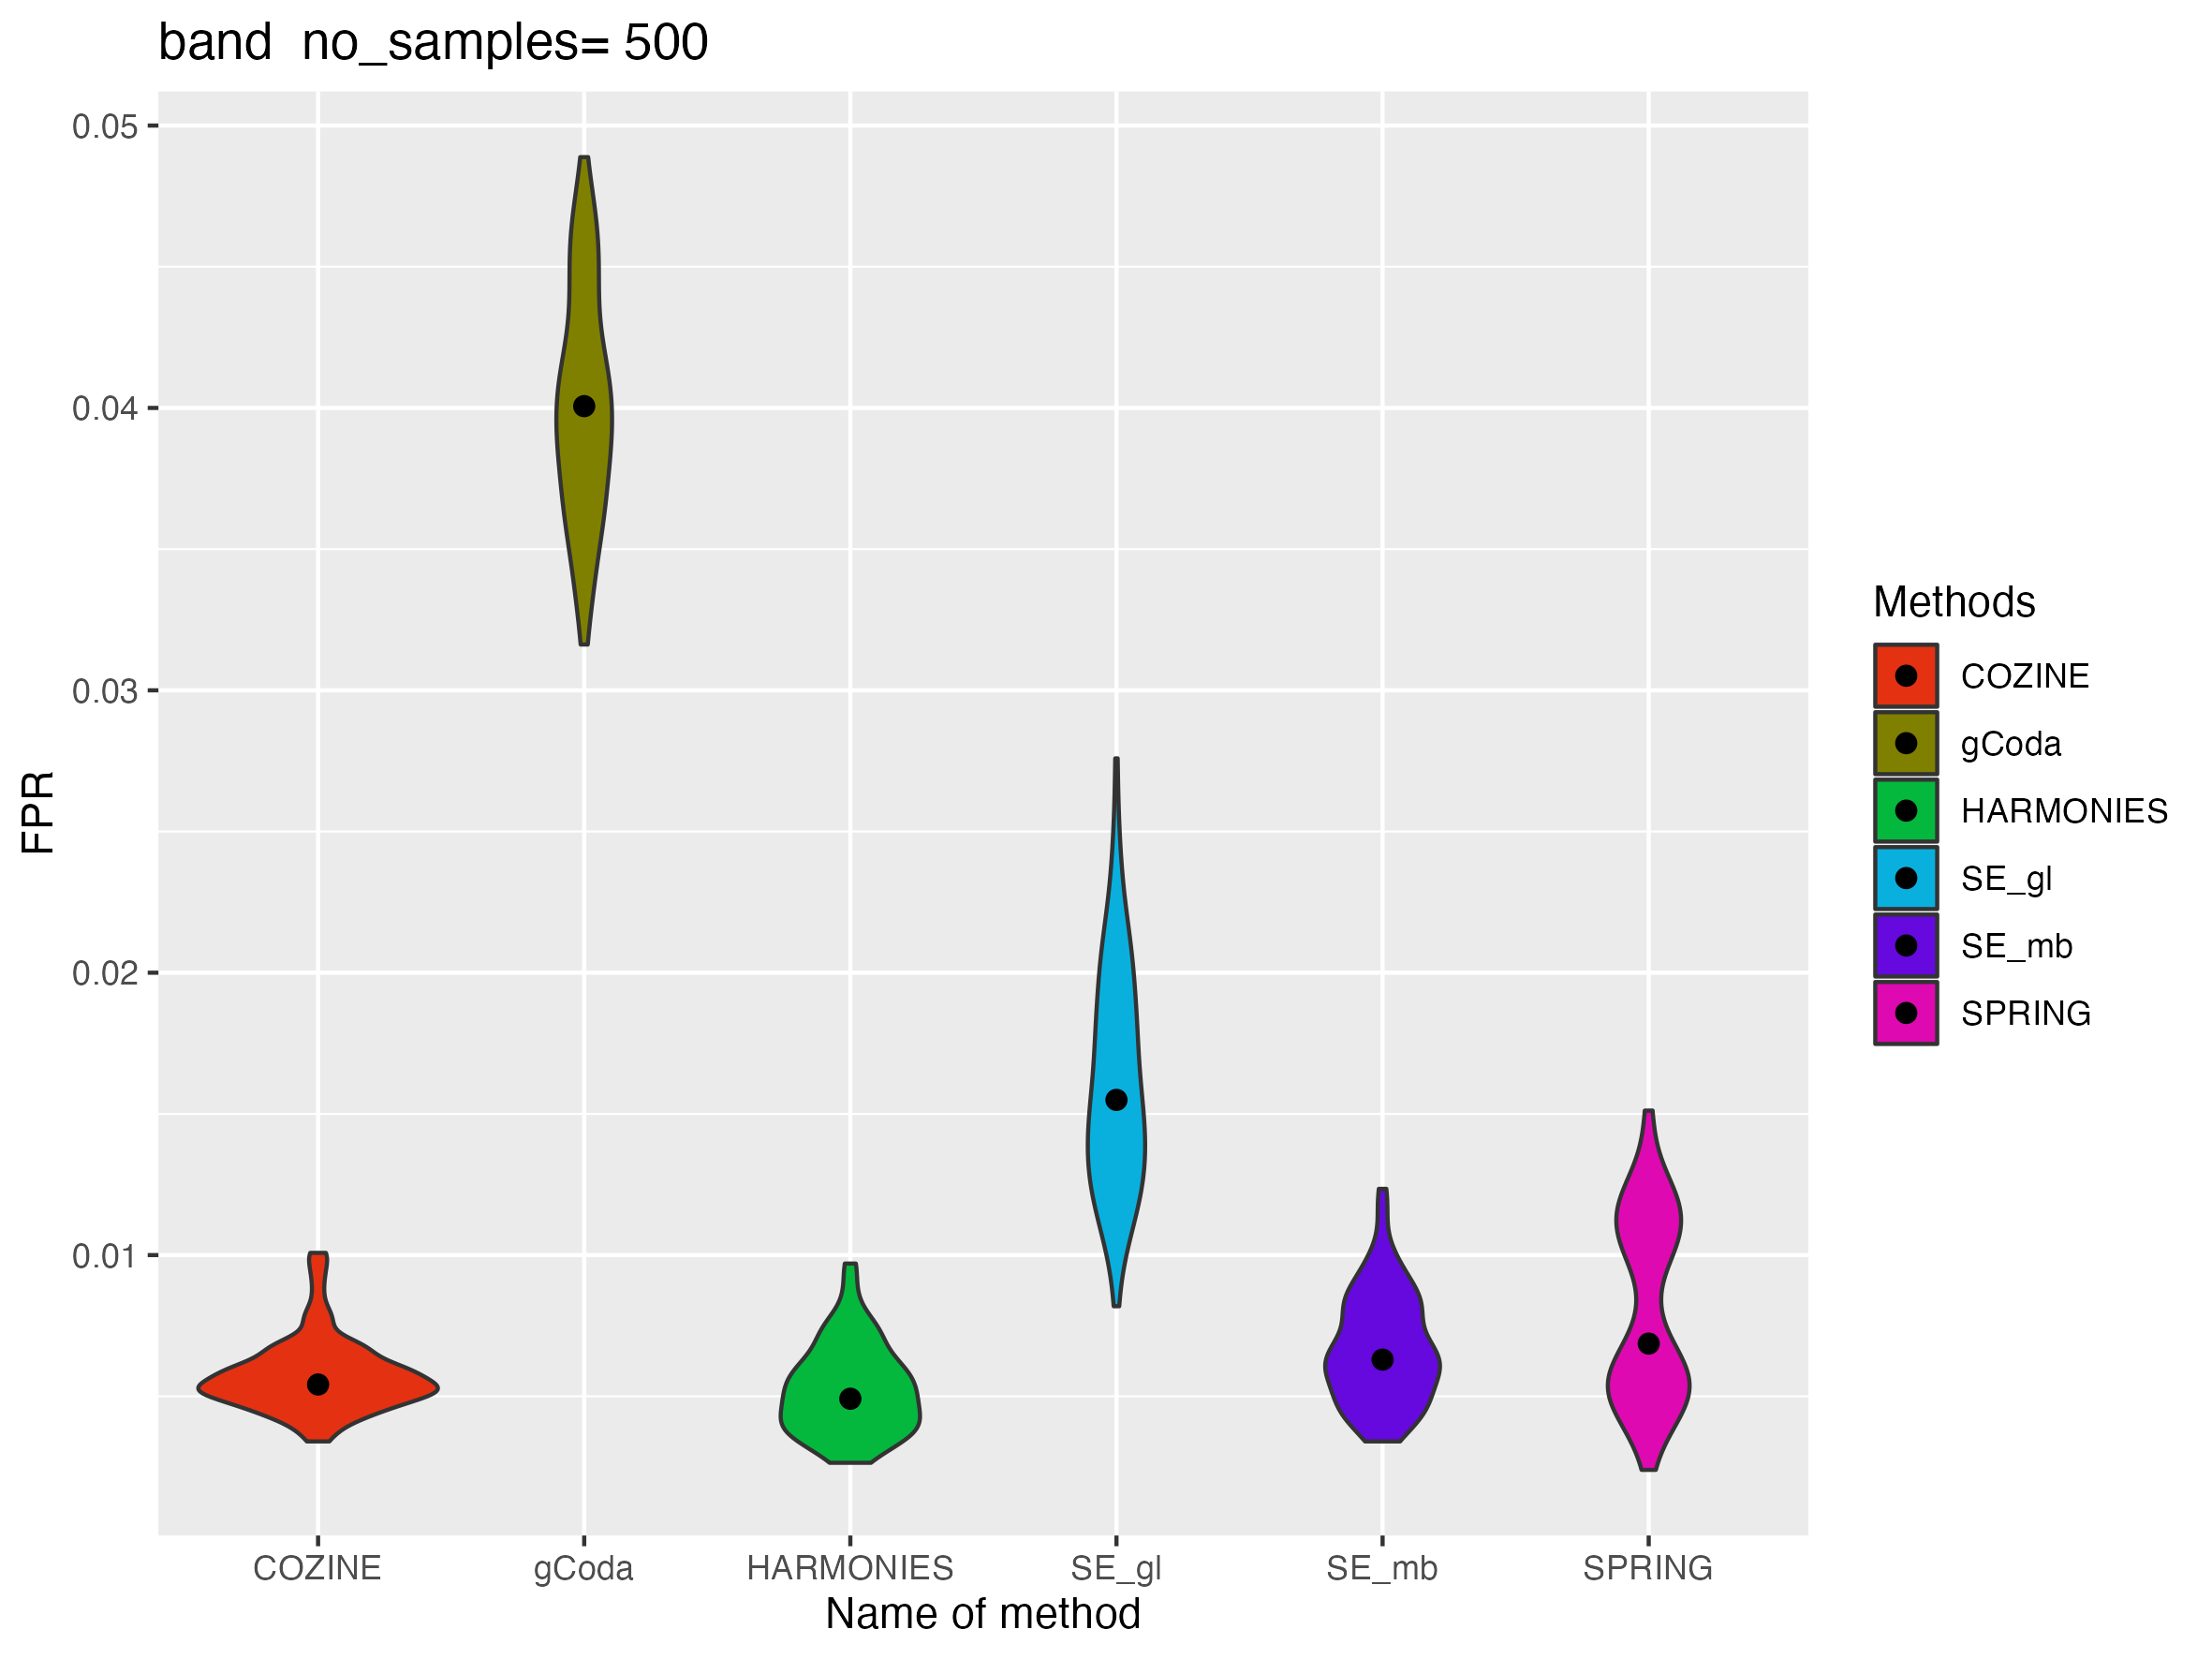 band  no_samples= 500
0.05
0.04
0.03
0.02
0.01
FPR
COZINE
gCoda
HARMONIES
SE_gl
SE_mb
SPRING
Name of method
Methods
COZINE
gCoda
HARMONIES
SE_gl
SE_mb
SPRING